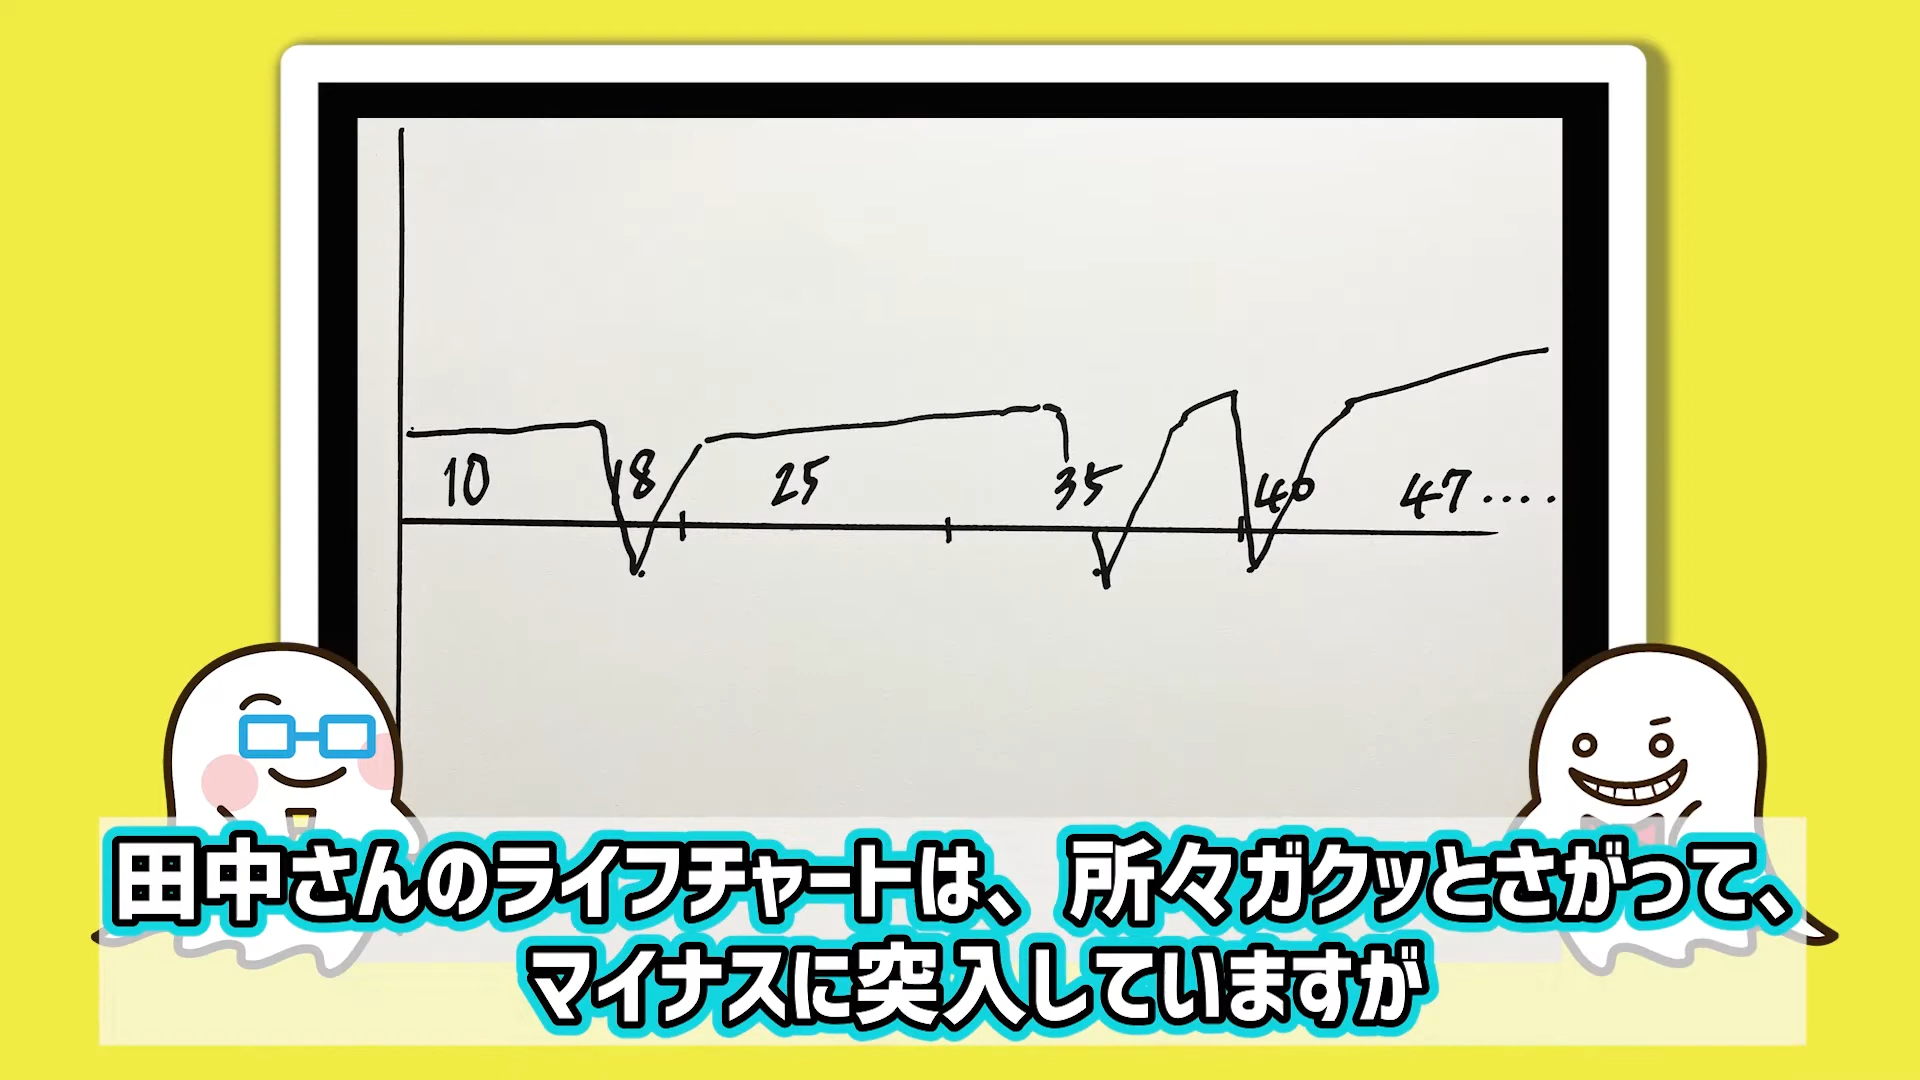 10 18 25 35 40 47....
田中さんのライフチャートは、所々ガクッとさがって、
マイナスに突入していますが